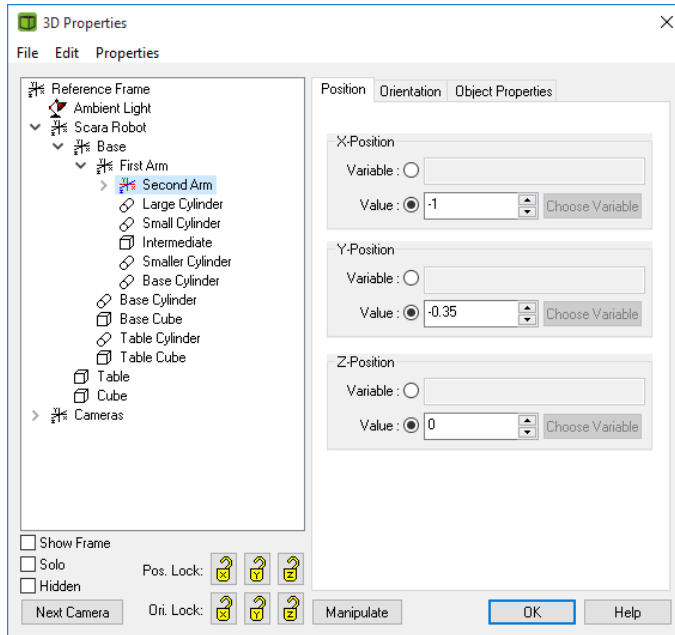 3D Properties
File Edit Properties
Reference Frame
Ambient Light
Scara Robot
Base
First Arm
Second Arm
Large Cylinder
Small Cylinder
Intermediate
Smaller Cylinder
Base Cylinder
Base Cylinder
Base Cube
Table Cylinder
Table Cube
Table
Cube
Cameras
Show Frame
Solo
Hidden
Pos. Lock: X Y Z
Next Camera
Ori. Lock: X Y Z
Position Orientation Object Properties
X-Position
Variable :
Value : -1 Choose Variable
Y-Position
Variable :
Value : -0.35 Choose Variable
Z-Position
Variable :
Value : 0 Choose Variable
Manipulate OK Help